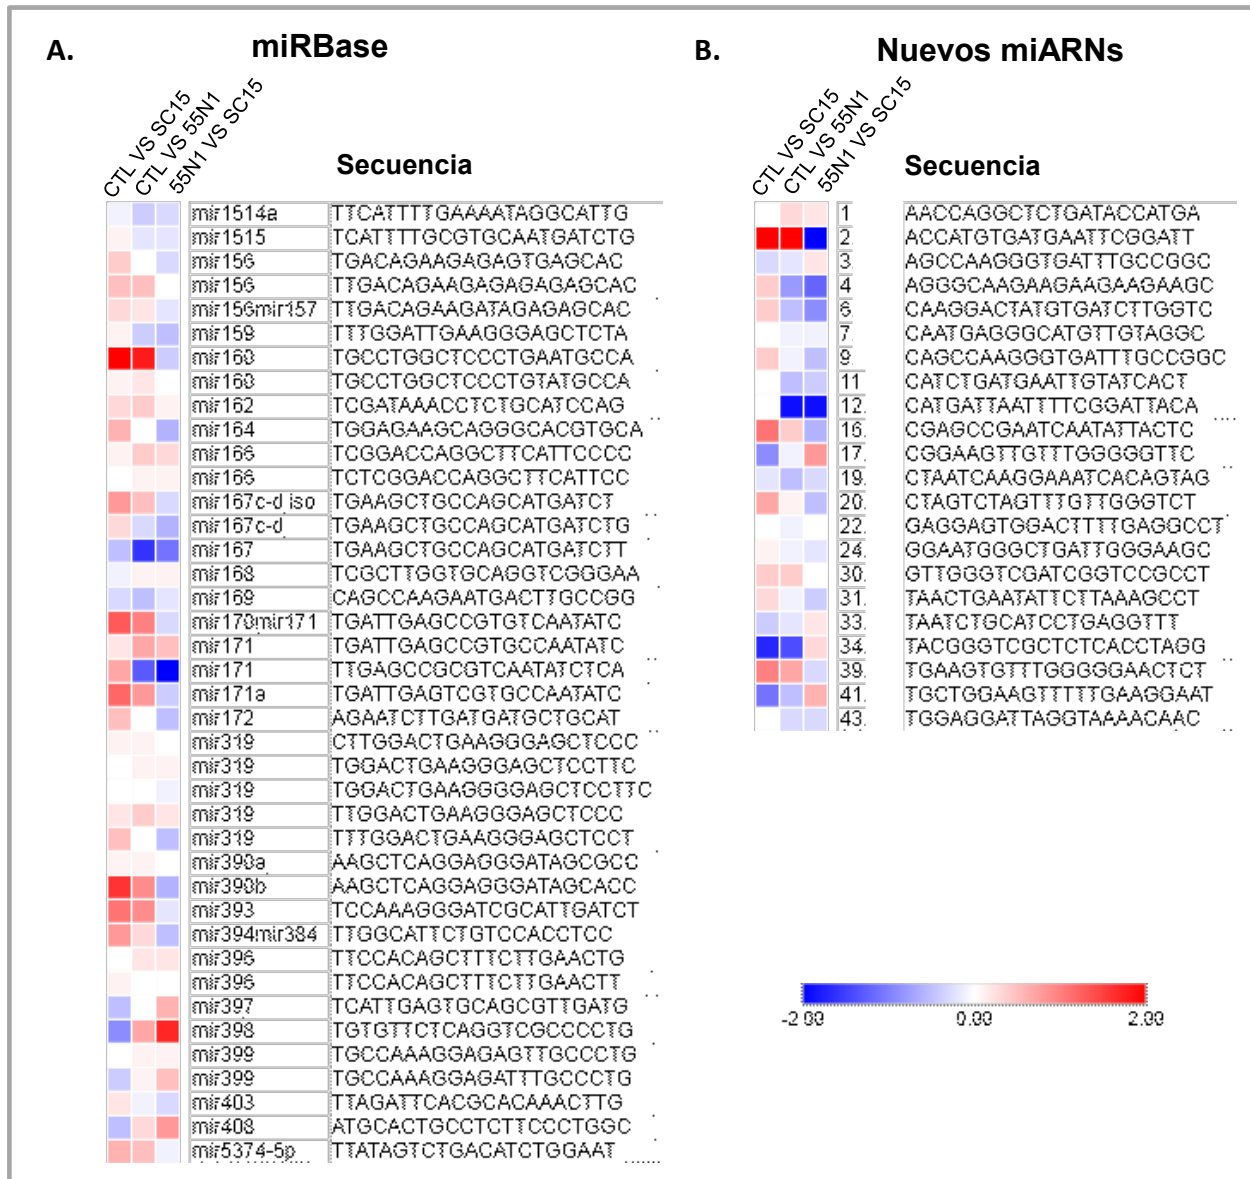 A.
miRBase
CTL VS SC15
CTL VS 55N1
55N1 VS SC15
Secuencia
mir1514a TTCATTTTGAAAATAGGCATTG
mir1515 TCATTTTGCGTGCAATGATCTG
mir156 TGACAGAAGAGAGTGAGCAC
mir156 TTGACAGAAGAGAGAGAGCAC
mir156mir157 TTGACAGAAGATAGAGAGCAC
mir159 TTTGGATTGAAGGGAGCTCTA
mir160 TGCCTGGCTCCCTGAATGCCA
mir160 TGCCTGGCTCCCTGTATGCCA
mir162 TCGATAAACCTCTGCATCCAG
mir164 TGGAGAAGCAGGGCACGTGCA
mir166 TCGGACCAGGCTTCATTCCCC
mir166 TCTCGGACCAGGCTTCATTCC
mir167c-d iso TGAAGCTGCCAGCATGATCT
mir167c-d TGAAGCTGCCAGCATGATCTG
mir167 TGAAGCTGCCAGCATGATCTT
mir168 TCGCTTGGTGCAGGTCGGGAA
mir169 CAGCCAAGAATGACTTGCCGG
mir170mir171 TGATTGAGCCGTGTCAATATC
mir171 TGATTGAGCCGTGCCAATATC
mir171 TTGAGCCGCGTCAATATCTCA
mir171a TGATTGAGTCGTGCCAATATC
mir172 AGAATCTTGATGATGCTGCAT
mir319 CTTGGACTGAAGGGAGCTCCC
mir319 TGGACTGAAGGGAGCTCCTTC
mir319 TGGACTGAAGGGGAGCTCCTTC
mir319 TTGGACTGAAGGGAGCTCCC
mir319 TTTGGACTGAAGGGAGCTCCT
mir390a AAGCTCAGGAGGGATAGCGCC
mir390b AAGCTCAGGAGGGATAGCACC
mir393 TCCAAAGGGATCGCATTGATCT
mir394mir384 TTGGCATTCTGTCCACCTCC
mir396 TTCCACAGCTTTCTTGAACTG
mir396 TTCCACAGCTTTCTTGAACTT
mir397 TCATTGAGTGCAGCGTTGATG
mir398 TGTGTTCTCAGGTCGCCCCTG
mir399 TGCCAAAGGAGAGTTGCCCTG
mir399 TGCCAAAGGAGATTTGCCCTG
mir403 TTAGATTCACGCACAAACTTG
mir408 ATGCACTGCCTCTTCCCTGGC
mir5374-5p TTATAGTCTGACATCTGGAAT
B.
Nuevos miARNs
CTL VS SC15
CTL VS 55N1
55N1 VS SC15
Secuencia
1 AACCAGGCTCTGATACCATGA
2. ACCATGTGATGAATTCGGATT
3. AGCCAAGGGTGATTTGCCGGC
4 AGGGCAAGAAGAAGAAGAAGC
6. CAAGGACTATGTGATCTTGGTC
7. CAATGAGGGCATGTTGTAGGC
9. CAGCCAAGGGTGATTTGCCGGC
11 CATCTGATGAATTGTATCACT
12. CATGATTAATTTTCGGATTACA
16. CGAGCCGAATCAATATTACTC
17. CGGAAGTTGTTTGGGGGTTC
19. CTAATCAAGGAAATCACAGTAG
20. CTAGTCTAGTTTGTTGGGTCT
22. GAGGAGTGGACTTTTGAGGCCT
24. GGAATGGGCTGATTGGGAAGC
30. GTTGGGTCGATCGGTCCGCCT
31. TAACTGAATATTCTTAAAGCCT
33. TAATCTGCATCCTGAGGTTT
34. TACGGGTCGCTCTCACCTAGG
39. TGAAGTGTTTGGGGGAACTCT
41. TGCTGGAAGTTTTTGAAGGAAT
43. TGGAGGATTAGGTAAAACAAC
-2.00 0.00 2.00